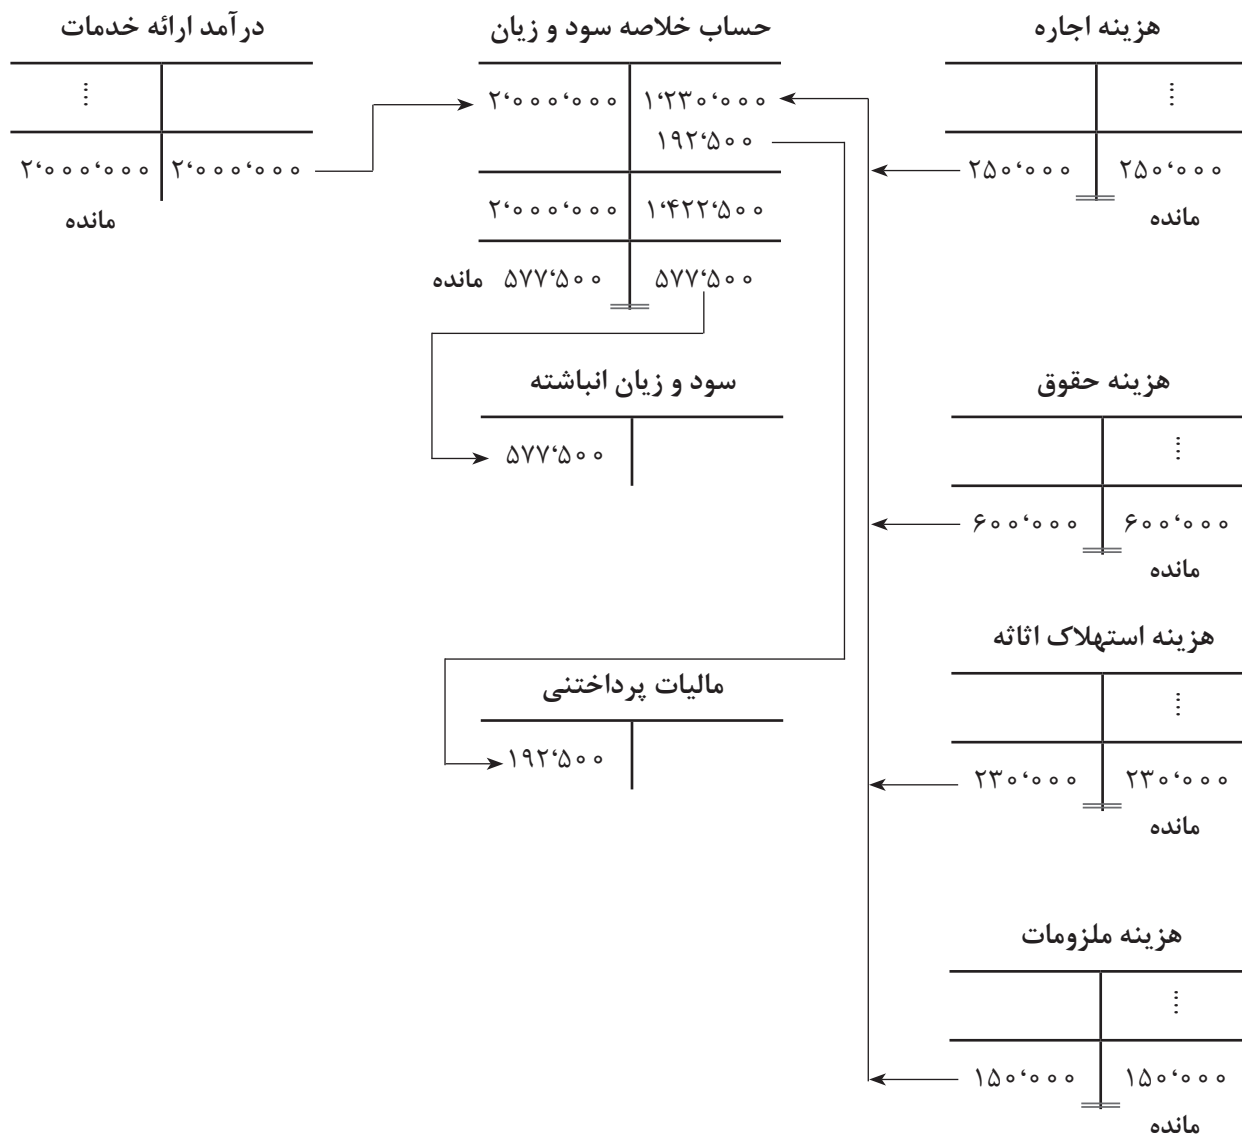 هزینه اجاره
⋮
۲۵۰٬۰۰۰ ۲۵۰٬۰۰۰
مانده
حساب خلاصه سود و زیان
۱٬۲۳۰٬۰۰۰ ۲٬۰۰۰٬۰۰۰
۱۹۲٬۵۰۰
۱٬۴۲۲٬۵۰۰ ۲٬۰۰۰٬۰۰۰
۵۷۷٬۵۰۰ ۵۷۷٬۵۰۰ مانده
درآمد ارائه خدمات
⋮
۲٬۰۰۰٬۰۰۰ ۲٬۰۰۰٬۰۰۰
مانده
هزینه حقوق
⋮
۶۰۰٬۰۰۰ ۶۰۰٬۰۰۰
مانده
سود و زیان انباشته
۵۷۷٬۵۰۰
هزینه استهلاک اثاثه
⋮
۲۳۰٬۰۰۰ ۲۳۰٬۰۰۰
مانده
مالیات پرداختنی
۱۹۲٬۵۰۰
هزینه ملزومات
⋮
۱۵۰٬۰۰۰ ۱۵۰٬۰۰۰
مانده